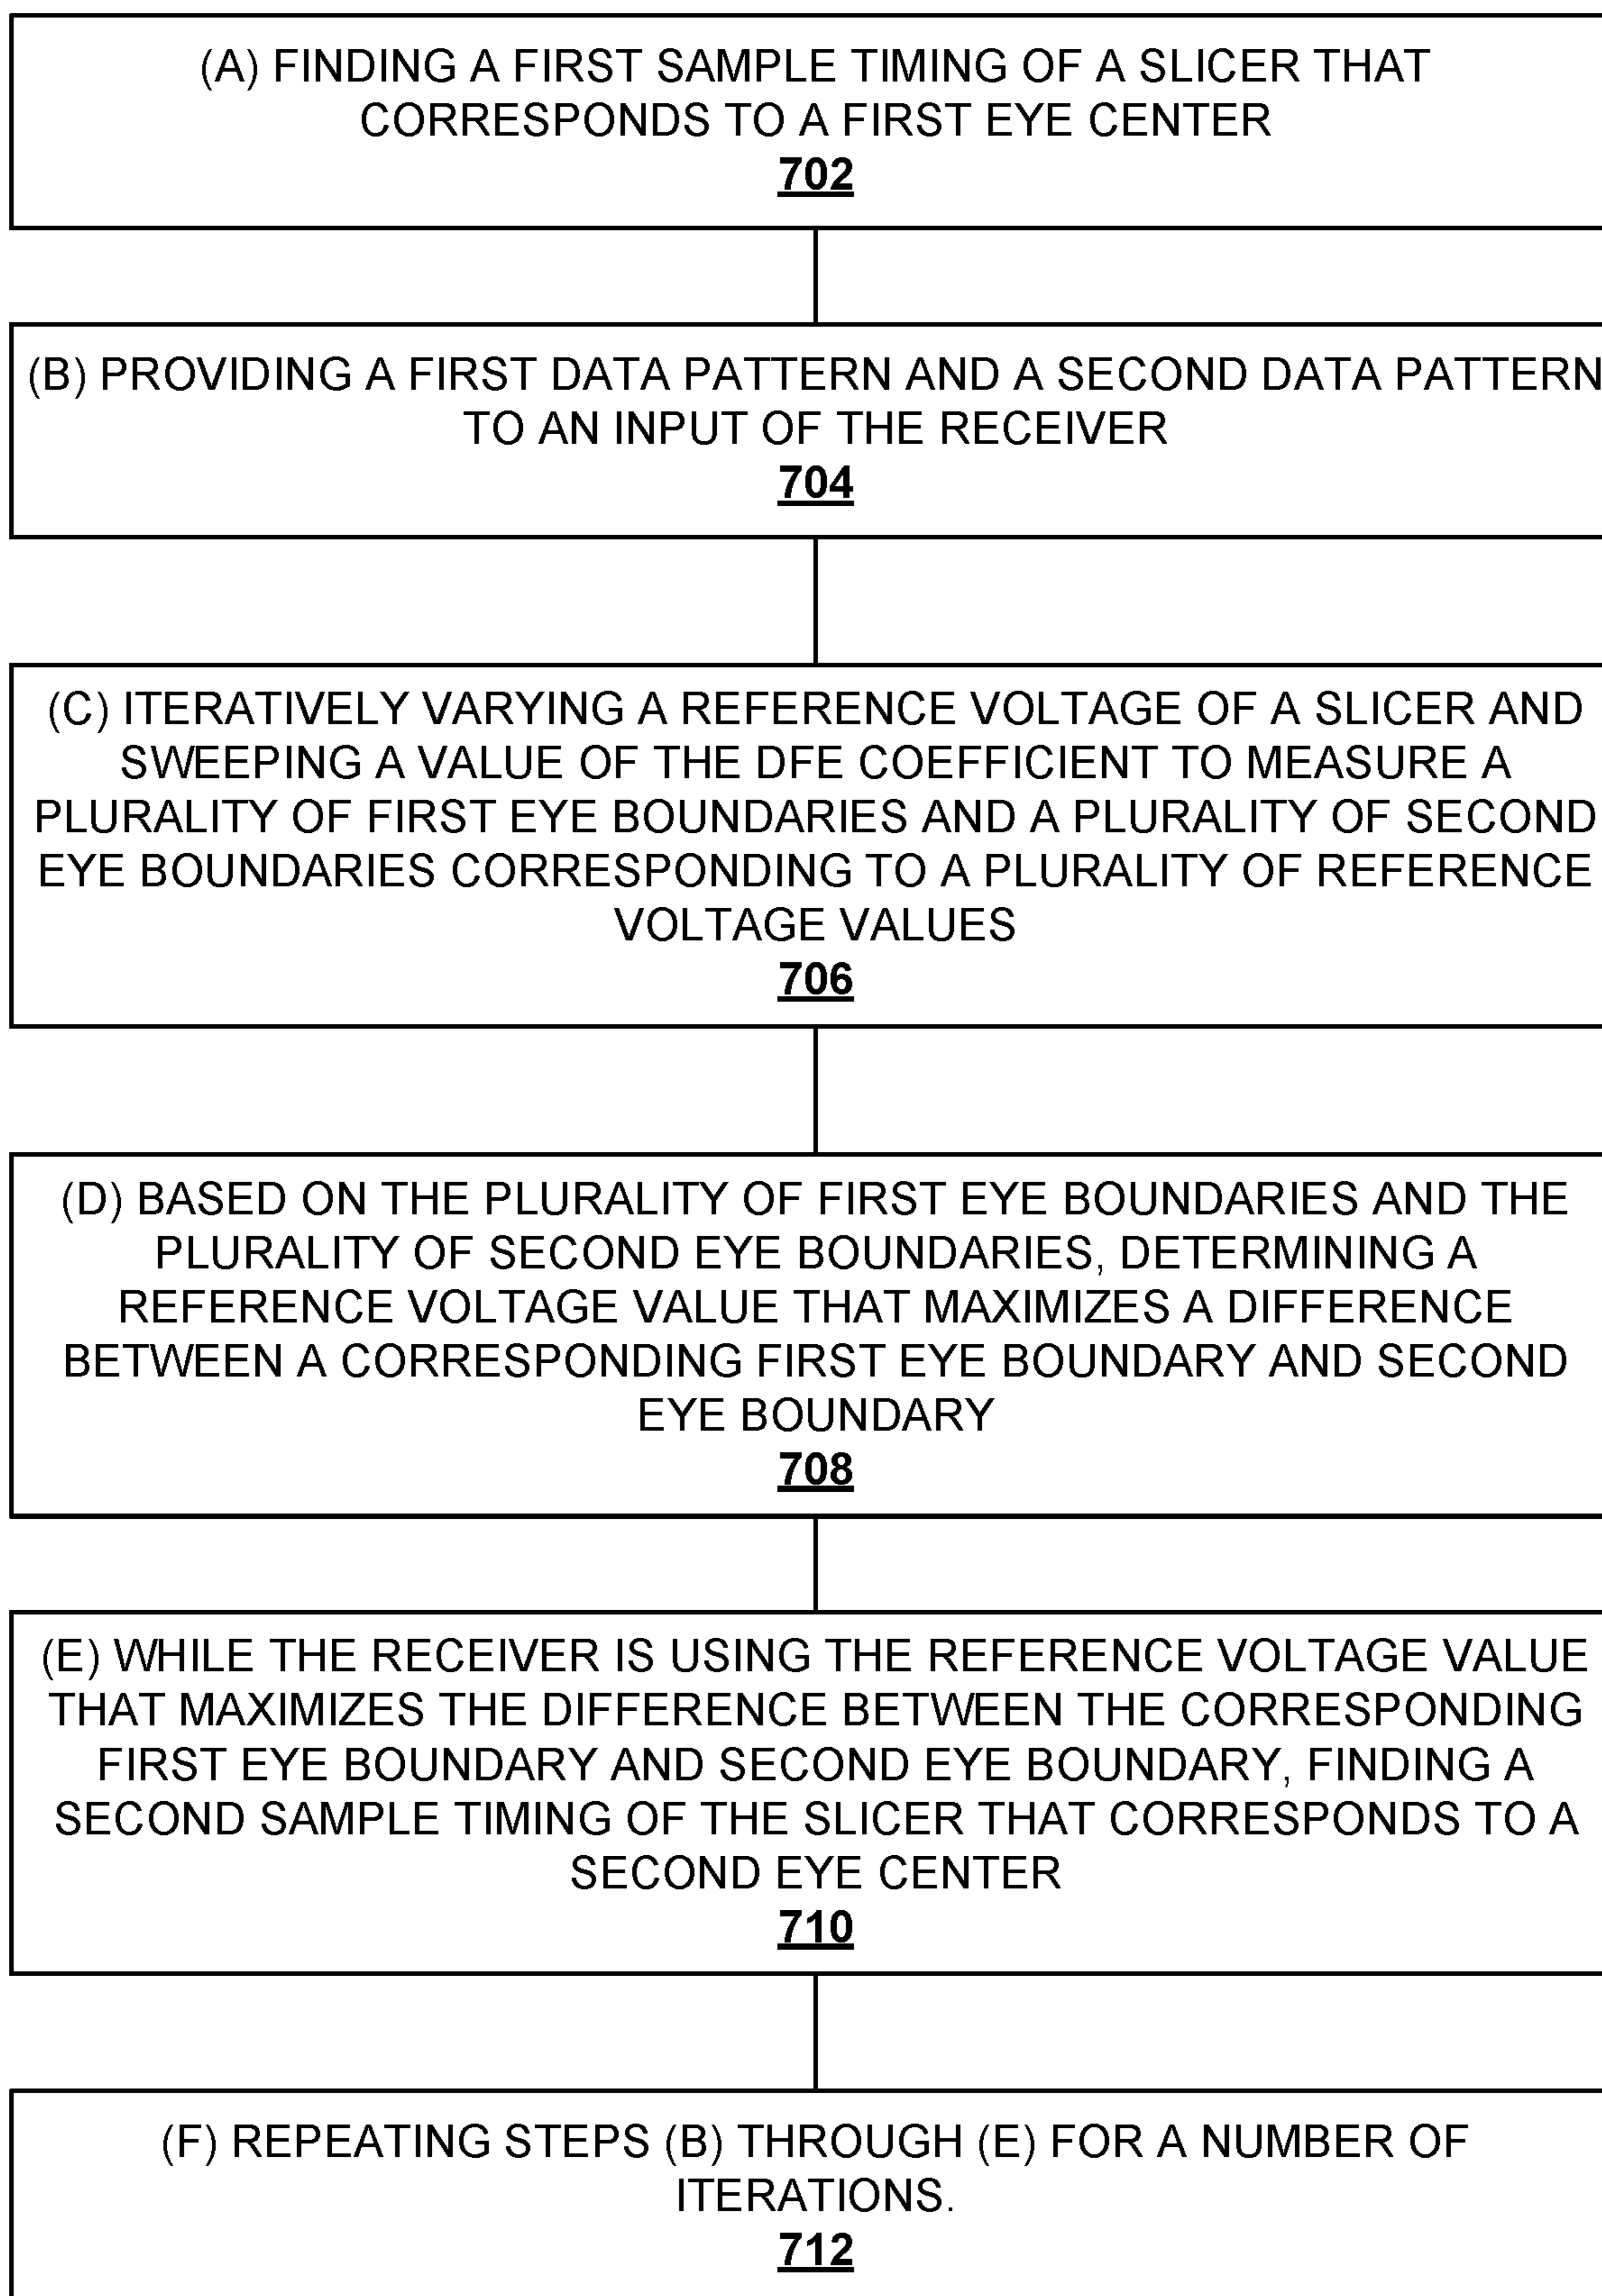 (A) FINDING A FIRST SAMPLE TIMING OF A SLICER THAT
CORRESPONDS TO A FIRST EYE CENTER
702
(B) PROVIDING A FIRST DATA PATTERN AND A SECOND DATA PATTERN
TO AN INPUT OF THE RECEIVER
704
(C) ITERATIVELY VARYING A REFERENCE VOLTAGE OF A SLICER AND
SWEEPING A VALUE OF THE DFE COEFFICIENT TO MEASURE A
PLURALITY OF FIRST EYE BOUNDARIES AND A PLURALITY OF SECOND
EYE BOUNDARIES CORRESPONDING TO A PLURALITY OF REFERENCE
VOLTAGE VALUES
706
(D) BASED ON THE PLURALITY OF FIRST EYE BOUNDARIES AND THE
PLURALITY OF SECOND EYE BOUNDARIES, DETERMINING A
REFERENCE VOLTAGE VALUE THAT MAXIMIZES A DIFFERENCE
BETWEEN A CORRESPONDING FIRST EYE BOUNDARY AND SECOND
EYE BOUNDARY
708
(E) WHILE THE RECEIVER IS USING THE REFERENCE VOLTAGE VALUE
THAT MAXIMIZES THE DIFFERENCE BETWEEN THE CORRESPONDING
FIRST EYE BOUNDARY AND SECOND EYE BOUNDARY, FINDING A
SECOND SAMPLE TIMING OF THE SLICER THAT CORRESPONDS TO A
SECOND EYE CENTER
710
(F) REPEATING STEPS (B) THROUGH (E) FOR A NUMBER OF
ITERATIONS.
712